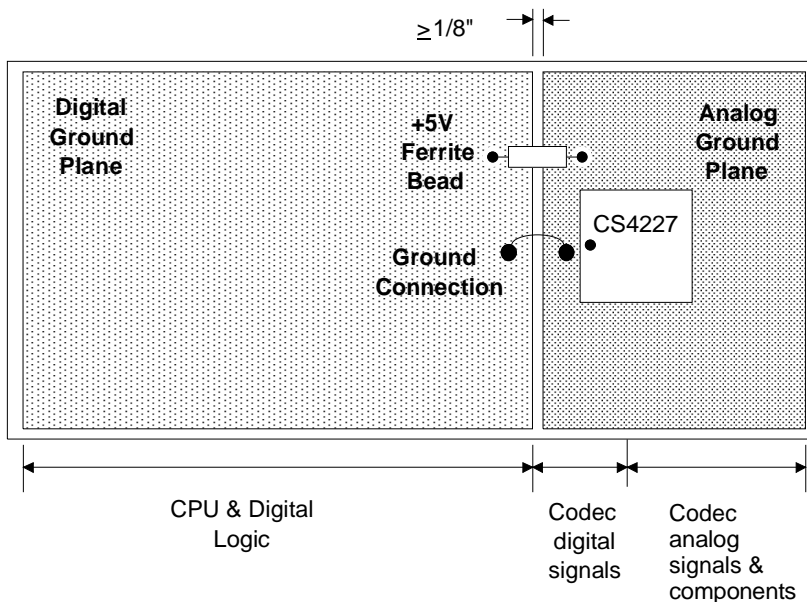 ≥1/8"
Digital
Ground
Plane
+5V
Ferrite
Bead
Analog
Ground
Plane
CS4227
Ground
Connection
CPU & Digital
Logic
Codec
digital
signals
Codec
analog
signals &
components